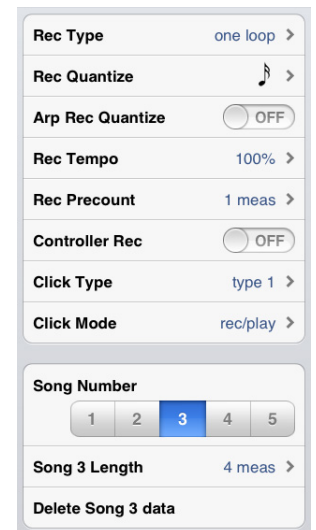 Rec Type one loop >
Rec Quantize >
Arp Rec Quantize OFF
Rec Tempo 100% >
Rec Precount 1 meas >
Controller Rec OFF
Click Type type 1 >
Click Mode rec/play >
Song Number
1 2 3 4 5
Song 3 Length 4 meas >
Delete Song 3 data